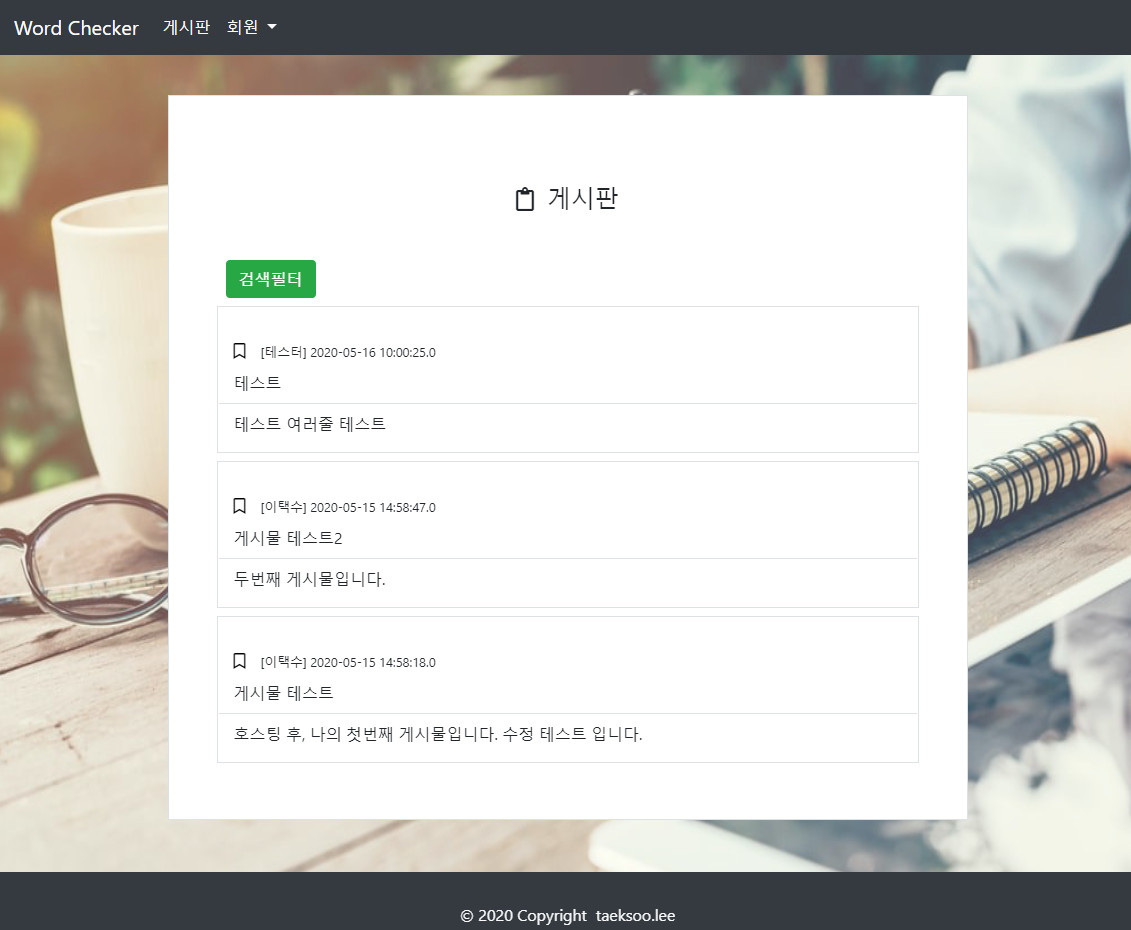 Word Checker 게시판 회원
게시판
검색필터
[테스터] 2020-05-16 10:00:25.0
테스트
테스트 여러줄 테스트
[이택수] 2020-05-15 14:58:47.0
게시물 테스트2
두번째 게시물입니다.
[이택수] 2020-05-15 14:58:18.0
게시물 테스트
호스팅 후, 나의 첫번째 게시물입니다. 수정 테스트 입니다.
© 2020 Copyright taeksoo.lee